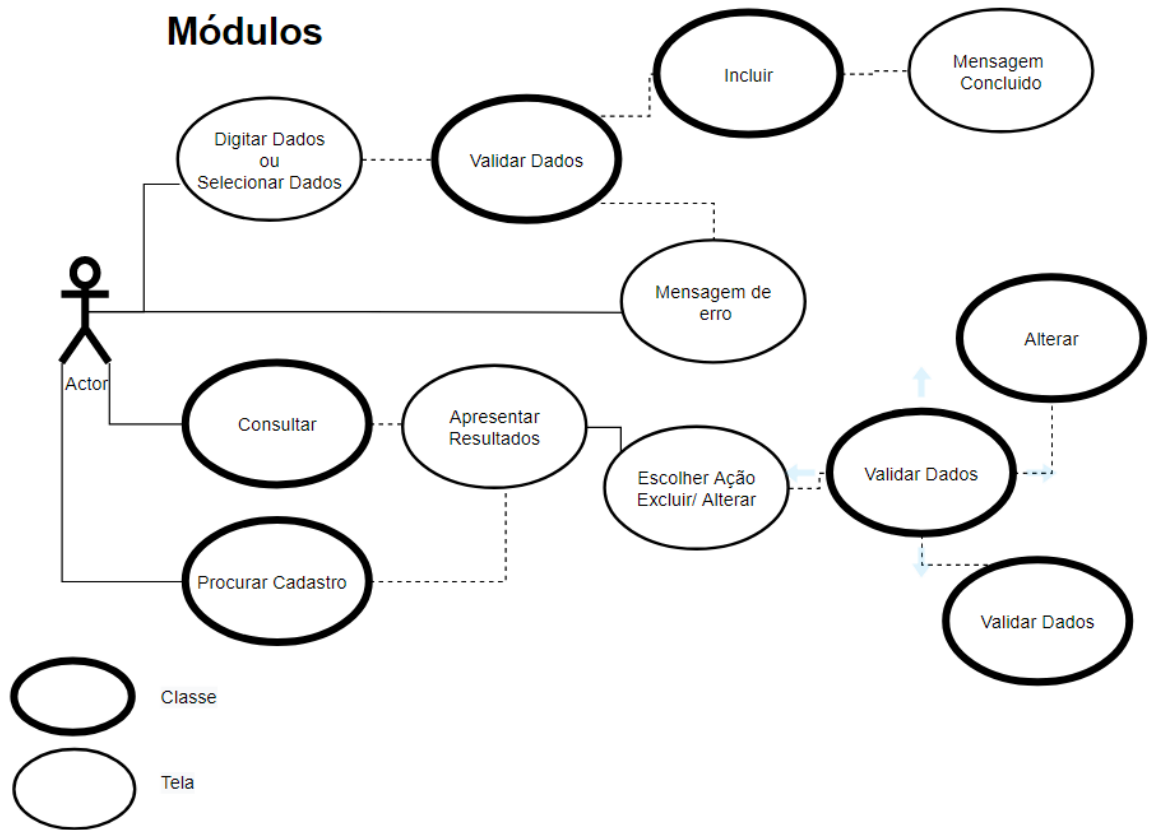 Módulos
Incluir
Mensagem
Concluido
Digitar Dados
ou
Selecionar Dados
Validar Dados
Mensagem de
erro
Alterar
Actor
Consultar
Apresentar
Resultados
Escolher Ação
Excluir/ Alterar
Validar Dados
Procurar Cadastro
Validar Dados
Classe
Tela